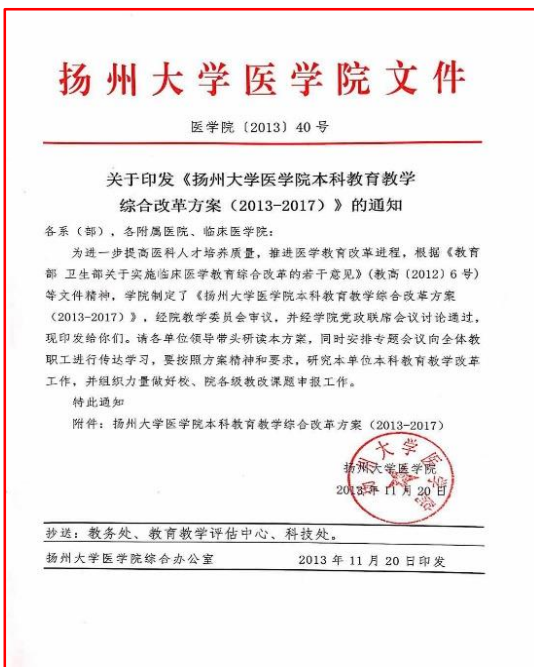 扬州大学医学院文件
医学院〔2013〕40号
关于印发《扬州大学医学院本科教育教学
综合改革方案（2013-2017）》的通知
各系（部），各附属医院、临床医学院：
为进一步提高医科人才培养质量，推进医学教育改革进程，根据《教育
部 卫生部关于实施临床医学教育综合改革的若干意见》(教高〔2012〕6号)
等文件精神，学院制定了《扬州大学医学院本科教育教学综合改革方案
（2013-2017）》，经院教学委员会审议，并经学院党政联席会议讨论通过，
现印发给你们。请各单位领导带头研读本方案，同时安排专题会议向全体教
职工进行传达学习，要按照方案精神和要求，研究本单位本科教育教学改革
工作，并组织力量做好校、院各级教改课题申报工作。
特此通知
附件：扬州大学医学院本科教育教学综合改革方案（2013-2017）
扬州大学医学院
扬州大学医学院
2013年11月20日
抄送：教务处、教育教学评估中心、科技处。
扬州大学医学院综合办公室 2013年11月20日印发